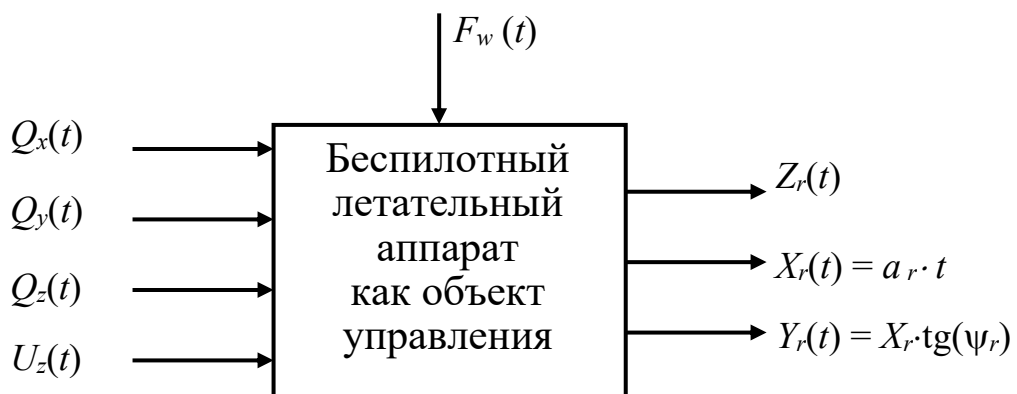 F_w (t)
Q_x(t)
Q_y(t)
Q_z(t)
U_z(t)
Беспилотный
летательный
аппарат
как объект
управления
Z_r(t)
X_r(t) = a_r · t
Y_r(t) = X_r·tg(ψ_r)